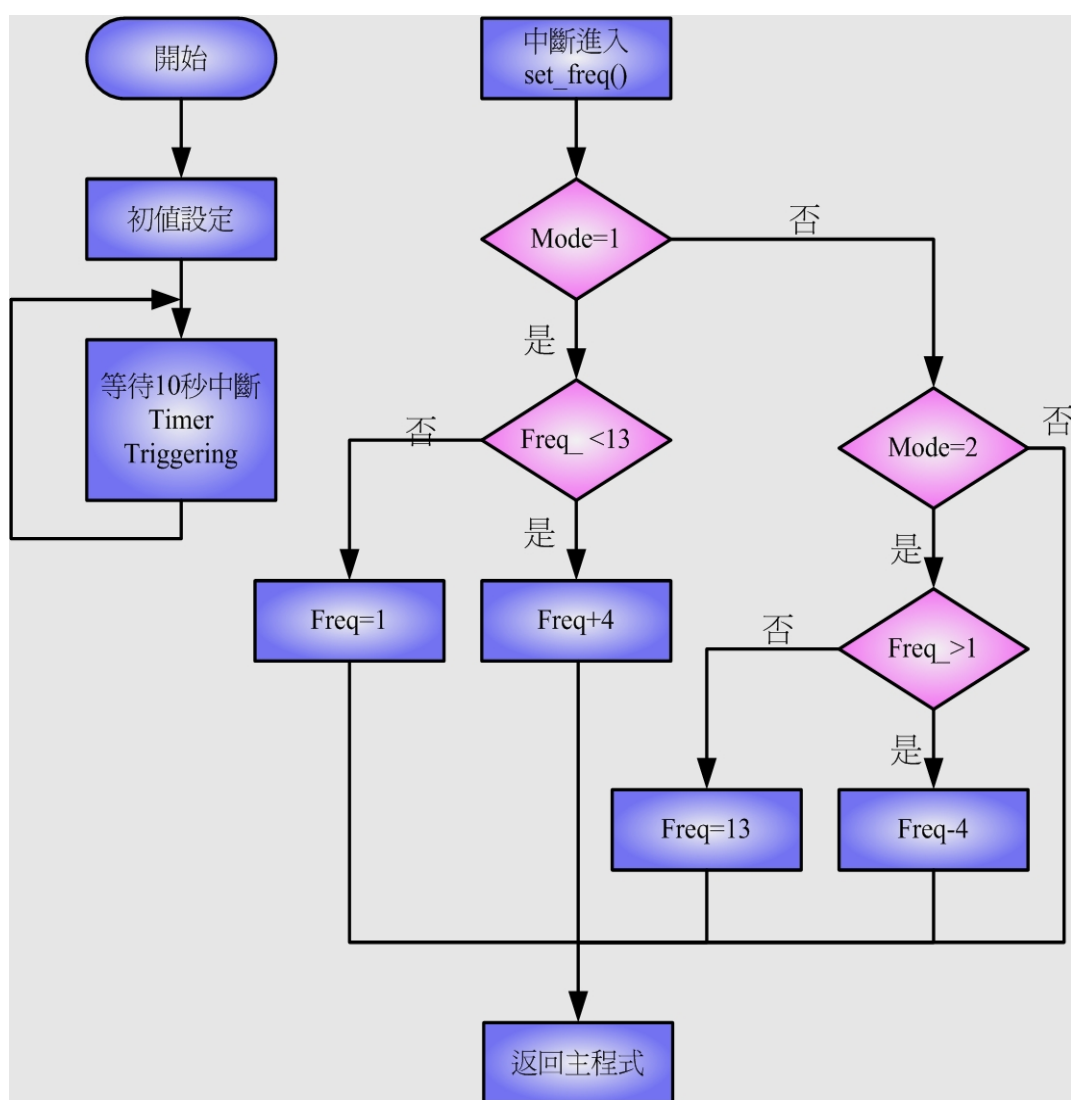 開始
初值設定
等待10秒中斷
Timer
Triggering
中斷進入
set_freq()
Mode=1
否
是
Freq_ <13
否
是
Freq=1
Freq+4
Mode=2
否
是
Freq_>1
否
是
Freq=13
Freq-4
返回主程式